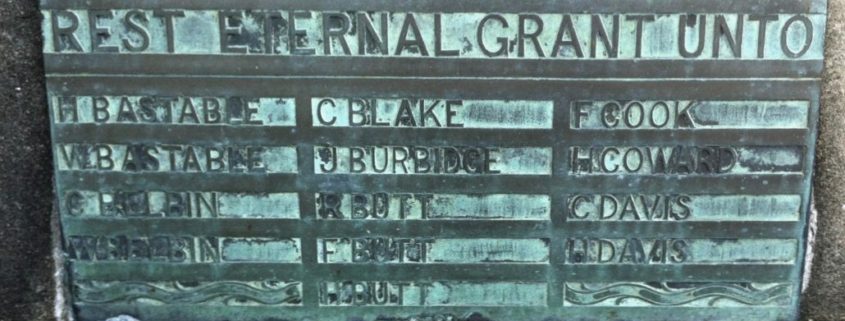 REST ETERNAL GRANT UNTO
H BASTABLE C BLAKE F COOK
W. BASTABLE J BURBIDGE H. COWARD
R BUTT C DAVIS
F BUTT H. DAVIS
H. BUTT